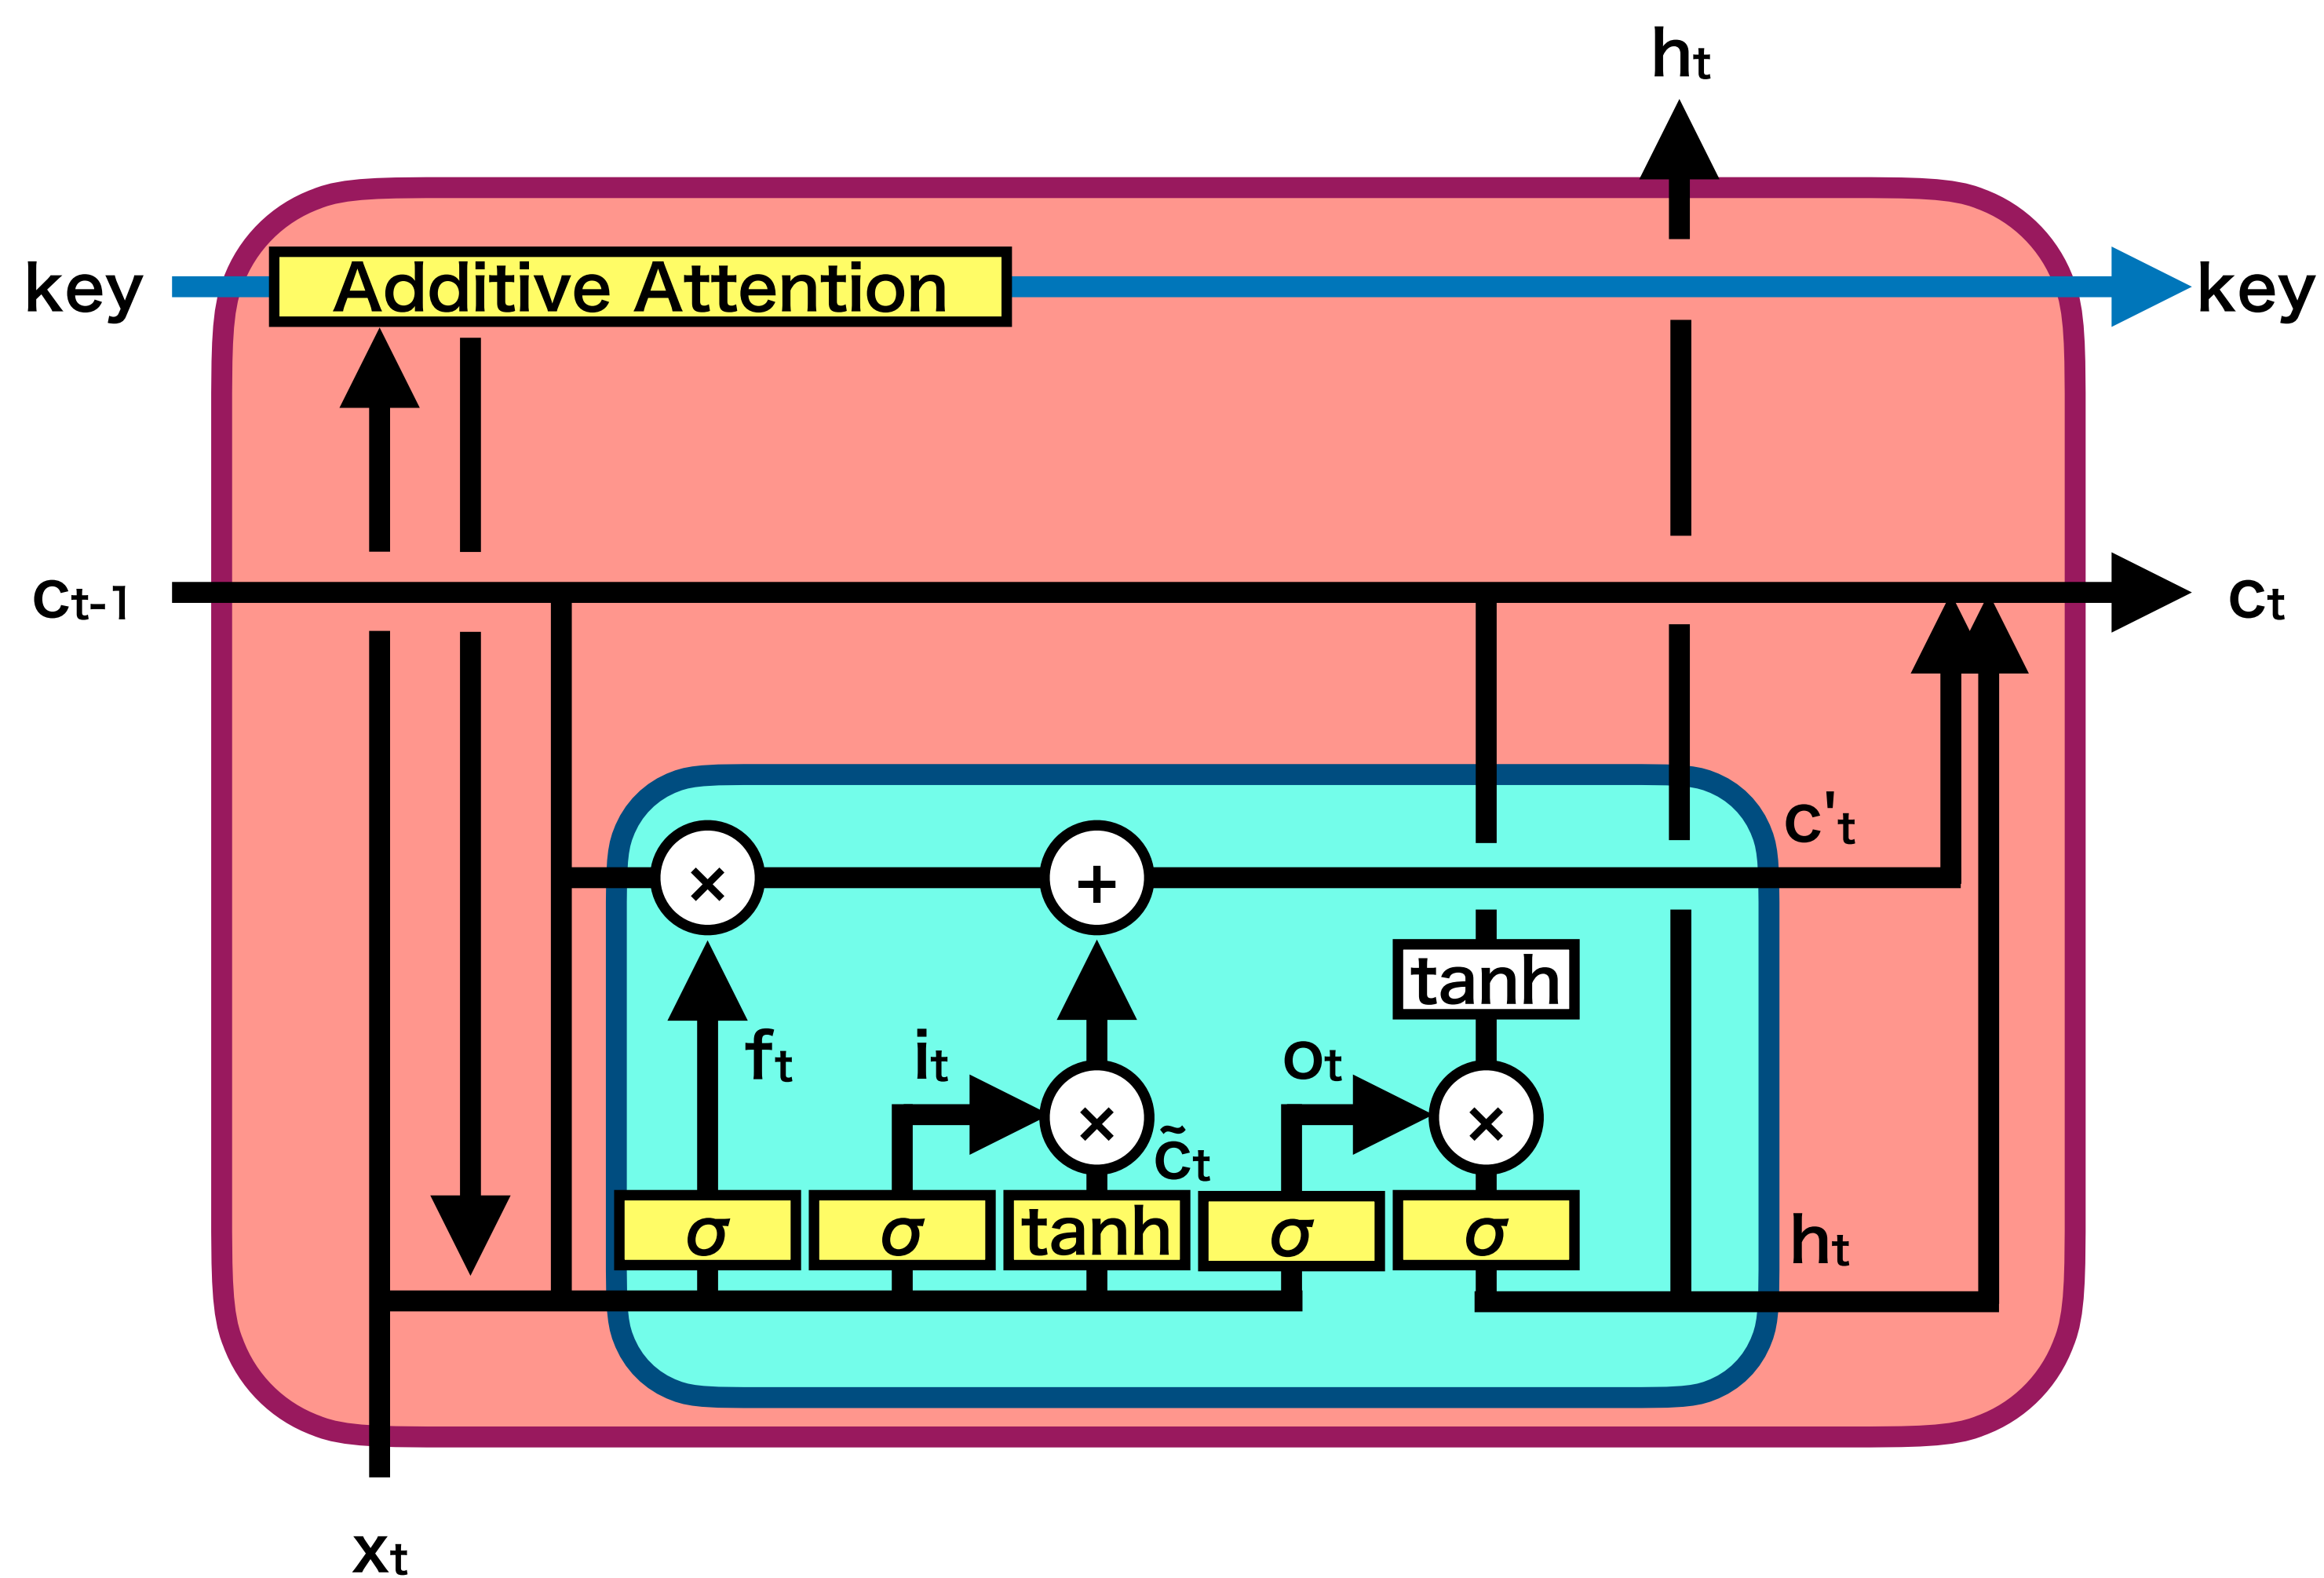 ht
key
Additive Attention
key
ct-1
ct
c't
×
+
tanh
ft
it
ot
×
×
c̃t
σ
σ
tanh
σ
σ
ht
xt